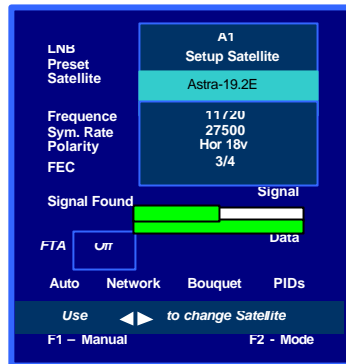 LNB A1
Preset Setup Satellite
Satellite Astra-19.2E
Frequence 11720
Sym. Rate 27500
Polarity Hor 18v
FEC 3/4
Signal
Signal Found
Data
FTA Off
Auto Network Bouquet PIDs
Use ◀ ▶ to change Satellite
F1 – Manual F2 - Mode